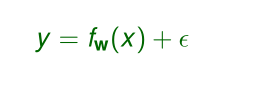 y = f_w(x) + ϵ